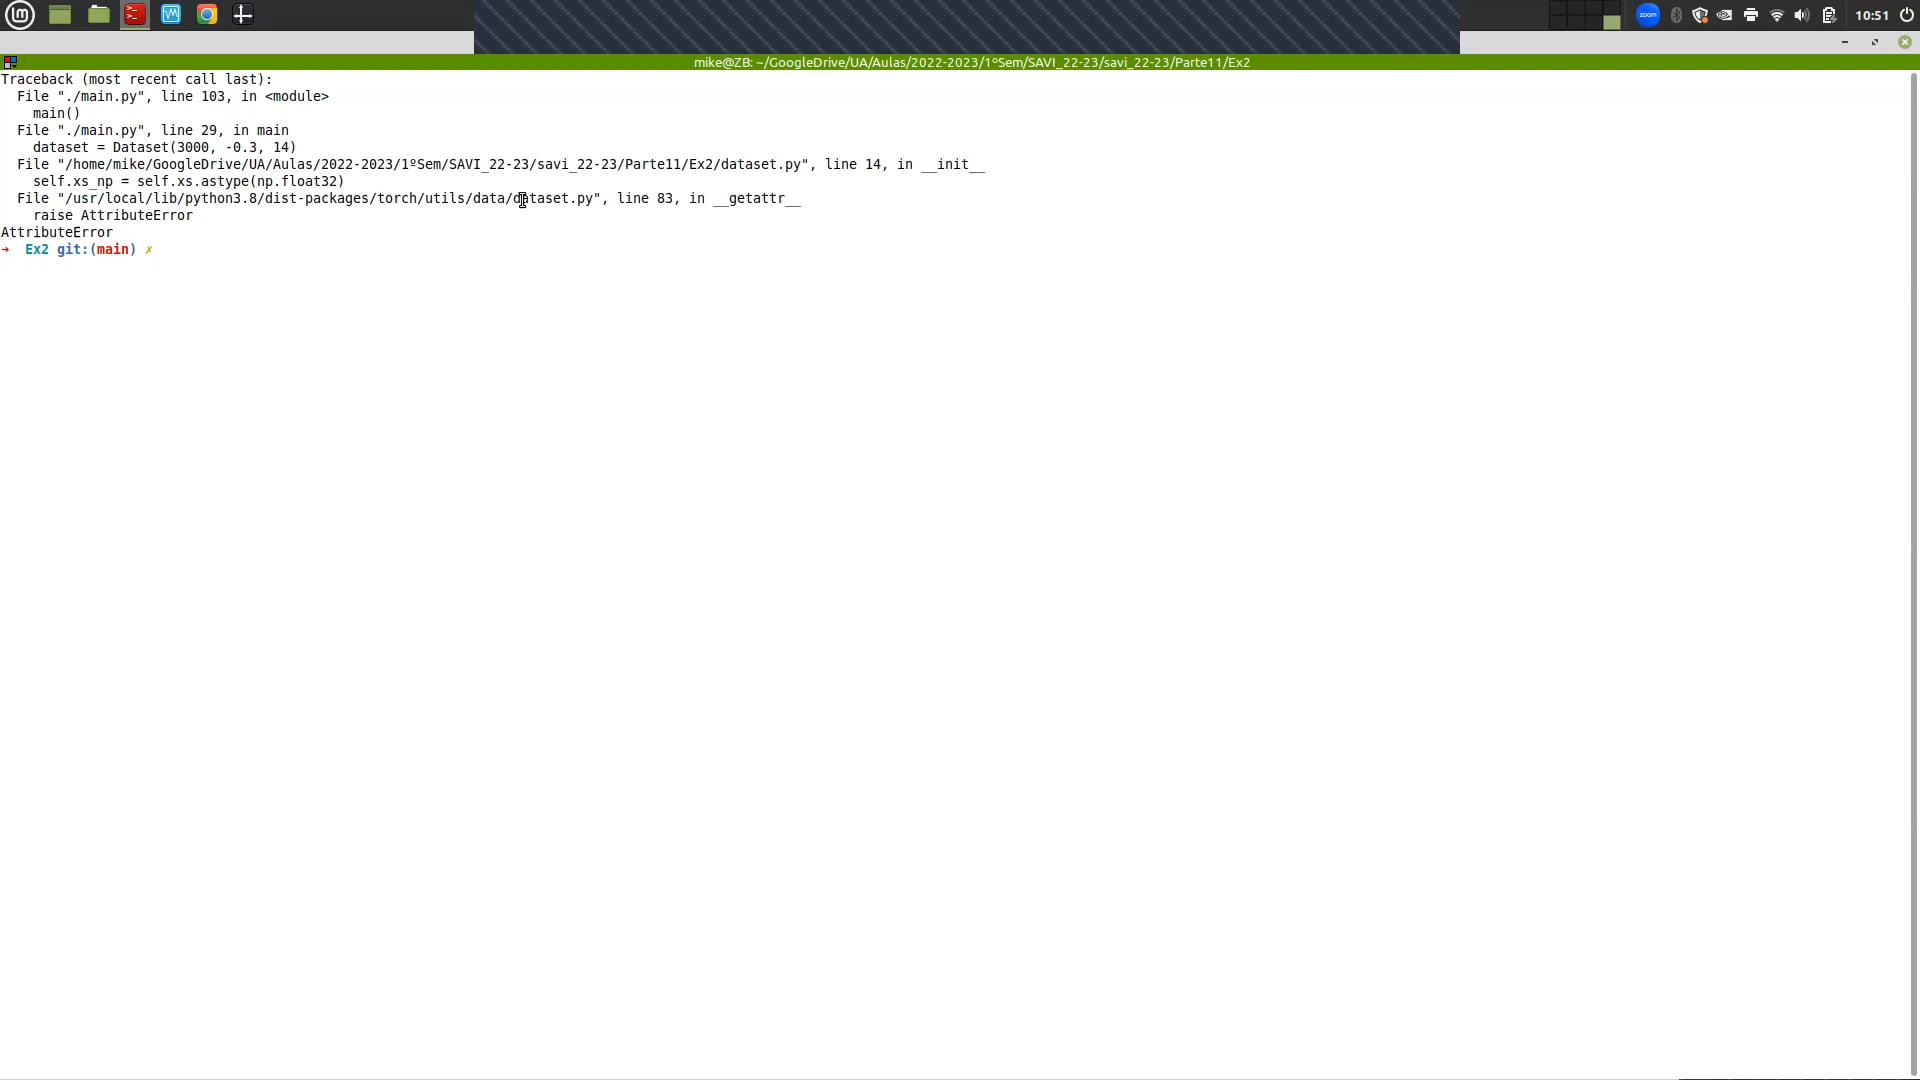 zoom
10:51
mike@ZB: ~/GoogleDrive/UA/Aulas/2022-2023/1ºSem/SAVI_22-23/savi_22-23/Parte11/Ex2
Traceback (most recent call last):
  File "./main.py", line 103, in <module>
    main()
  File "./main.py", line 29, in main
    dataset = Dataset(3000, -0.3, 14)
  File "/home/mike/GoogleDrive/UA/Aulas/2022-2023/1ºSem/SAVI_22-23/savi_22-23/Parte11/Ex2/dataset.py", line 14, in __init__
    self.xs_np = self.xs.astype(np.float32)
  File "/usr/local/lib/python3.8/dist-packages/torch/utils/data/dataset.py", line 83, in __getattr__
    raise AttributeError
AttributeError
➜  Ex2 git:(main) ✗